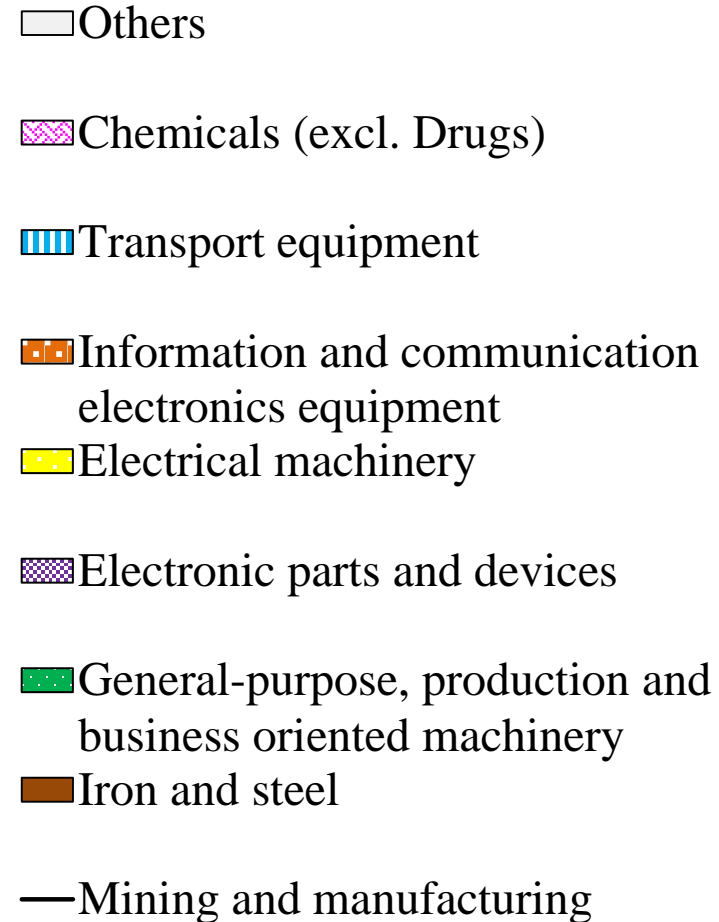 Others
Chemicals (excl. Drugs)
Transport equipment
Information and communication
electronics equipment
Electrical machinery
Electronic parts and devices
General-purpose, production and
business oriented machinery
Iron and steel
Mining and manufacturing